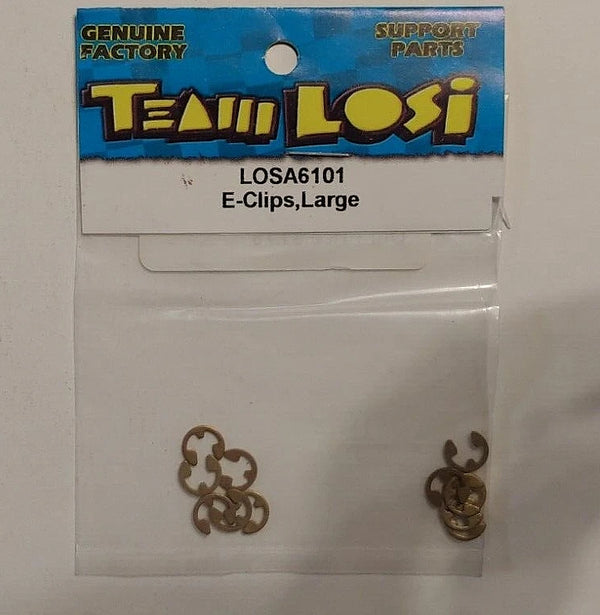 GENUINE
FACTORY
SUPPORT
PARTS
TEAM LOSI
LOSA6101
E-Clips,Large